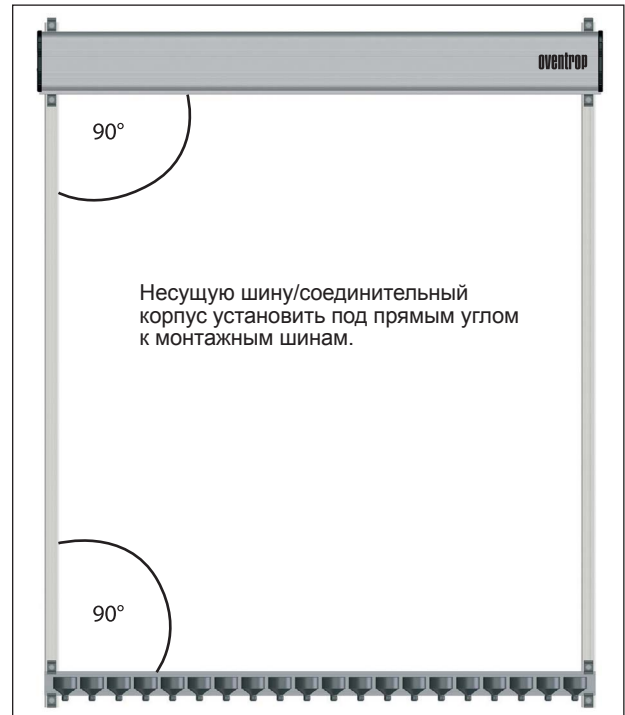 oventrop
90°
Несущую шину/соединительный
корпус установить под прямым углом
к монтажным шинам.
90°